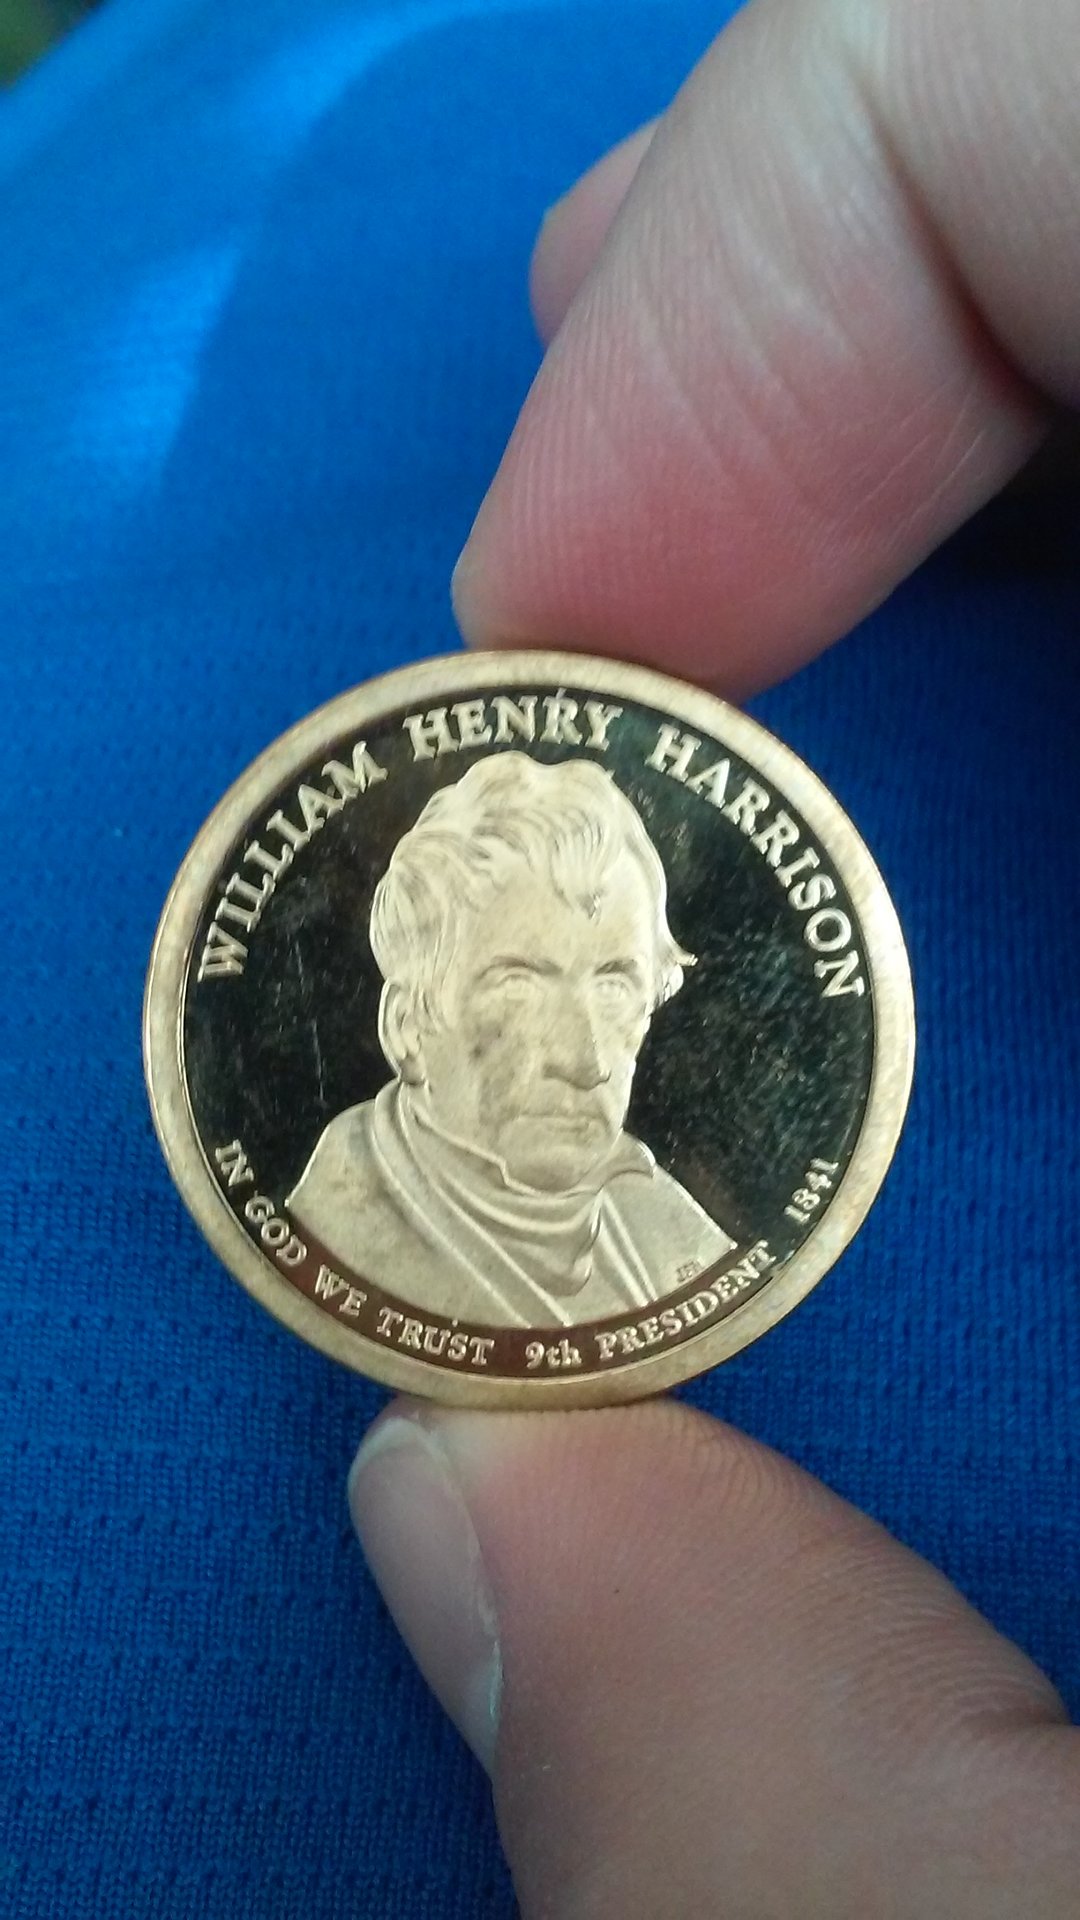 WILLIAM HENRY HARRISON
IN GOD WE TRUST 9th PRESIDENT 1841